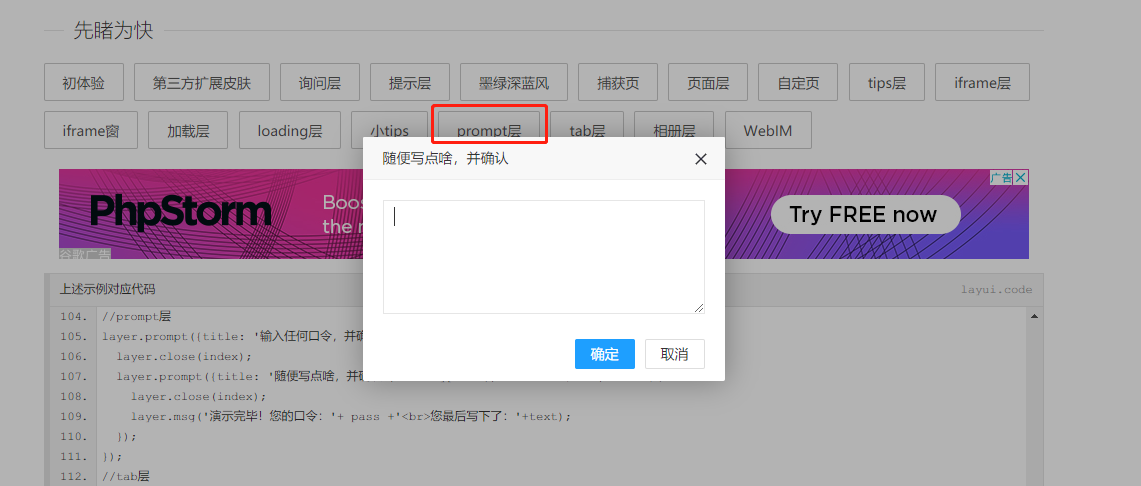 先睹为快
初体验 第三方扩展皮肤 询问层 提示层 墨绿深蓝风 捕获页 页面层 自定页 tips层 iframe层
iframe窗 加载层 loading层 小tips prompt层 tab层 相册层 WebIM
随便写点啥，并确认
广告
PhpStorm
Boos
the r
Try FREE now
谷歌广告
上述示例对应代码 layui.code
确定 取消
104. //prompt层
105. layer.prompt({title: '输入任何口令，并确
106. layer.close(index);
107. layer.prompt({title: '随便写点啥，并确
108. layer.close(index);
109. layer.msg('演示完毕！您的口令：'+ pass +'<br>您最后写下了：'+text);
110. });
111. });
112. //tab层